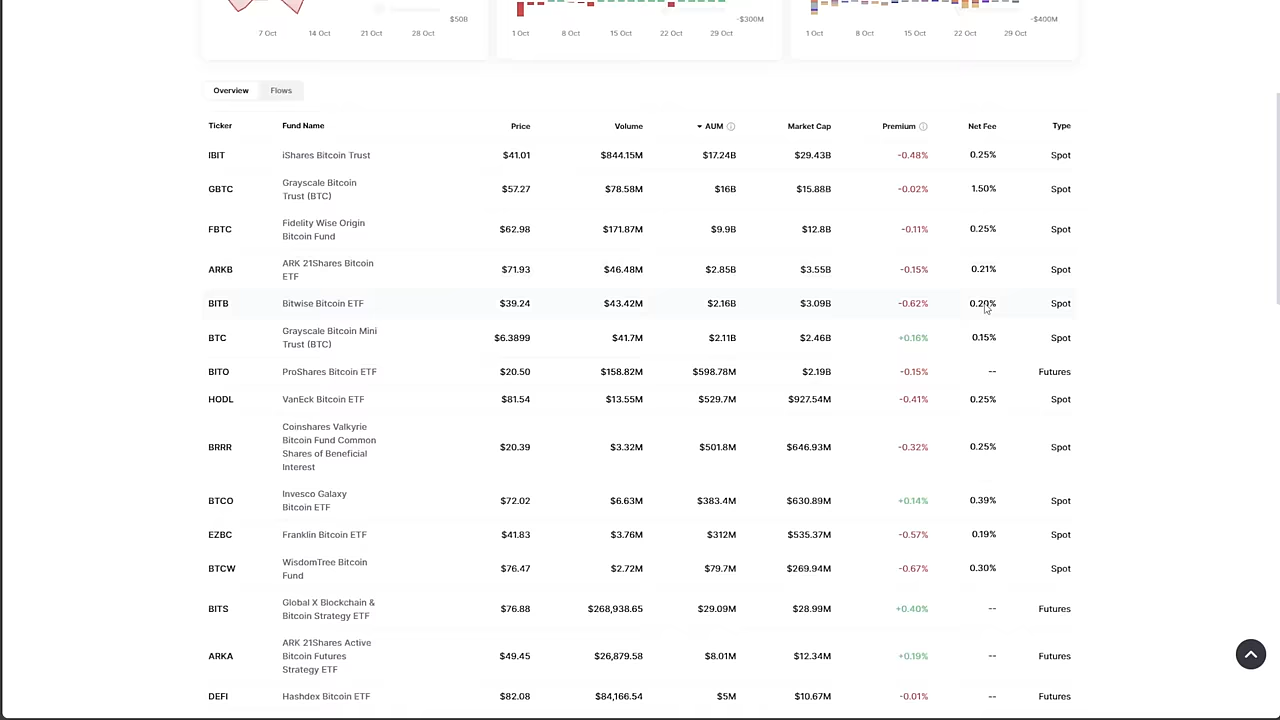 $50B
-$300M
-$400M
7 Oct 14 Oct 21 Oct 28 Oct
1 Oct 8 Oct 15 Oct 22 Oct 29 Oct
1 Oct 8 Oct 15 Oct 22 Oct 29 Oct
Overview Flows
Ticker Fund Name Price Volume AUM Market Cap Premium Net Fee Type
IBIT iShares Bitcoin Trust $41.01 $844.15M $17.24B $29.43B -0.48% 0.25% Spot
GBTC Grayscale Bitcoin
Trust (BTC) $57.27 $78.58M $16B $15.88B -0.02% 1.50% Spot
FBTC Fidelity Wise Origin
Bitcoin Fund $62.98 $171.87M $9.9B $12.8B -0.11% 0.25% Spot
ARKB ARK 21Shares Bitcoin
ETF $71.93 $46.48M $2.85B $3.55B -0.15% 0.21% Spot
BITB Bitwise Bitcoin ETF $39.24 $43.42M $2.16B $3.09B -0.62% 0.20% Spot
BTC Grayscale Bitcoin Mini
Trust (BTC) $6.3899 $41.7M $2.11B $2.46B +0.16% 0.15% Spot
BITO ProShares Bitcoin ETF $20.50 $158.82M $598.78M $2.19B -0.15% -- Futures
HODL VanEck Bitcoin ETF $81.54 $13.55M $529.7M $927.54M -0.41% 0.25% Spot
BRRR Coinshares Valkyrie
Bitcoin Fund Common
Shares of Beneficial
Interest $20.39 $3.32M $501.8M $646.93M -0.32% 0.25% Spot
BTCO Invesco Galaxy
Bitcoin ETF $72.02 $6.63M $383.4M $630.89M +0.14% 0.39% Spot
EZBC Franklin Bitcoin ETF $41.83 $3.76M $312M $535.37M -0.57% 0.19% Spot
BTCW WisdomTree Bitcoin
Fund $76.47 $2.72M $79.7M $269.94M -0.67% 0.30% Spot
BITS Global X Blockchain &
Bitcoin Strategy ETF $76.88 $268,938.65 $29.09M $28.99M +0.40% -- Futures
ARKA ARK 21Shares Active
Bitcoin Futures
Strategy ETF $49.45 $26,879.58 $8.01M $12.34M +0.19% -- Futures
DEFI Hashdex Bitcoin ETF $82.08 $84,166.54 $5M $10.67M -0.01% -- Futures